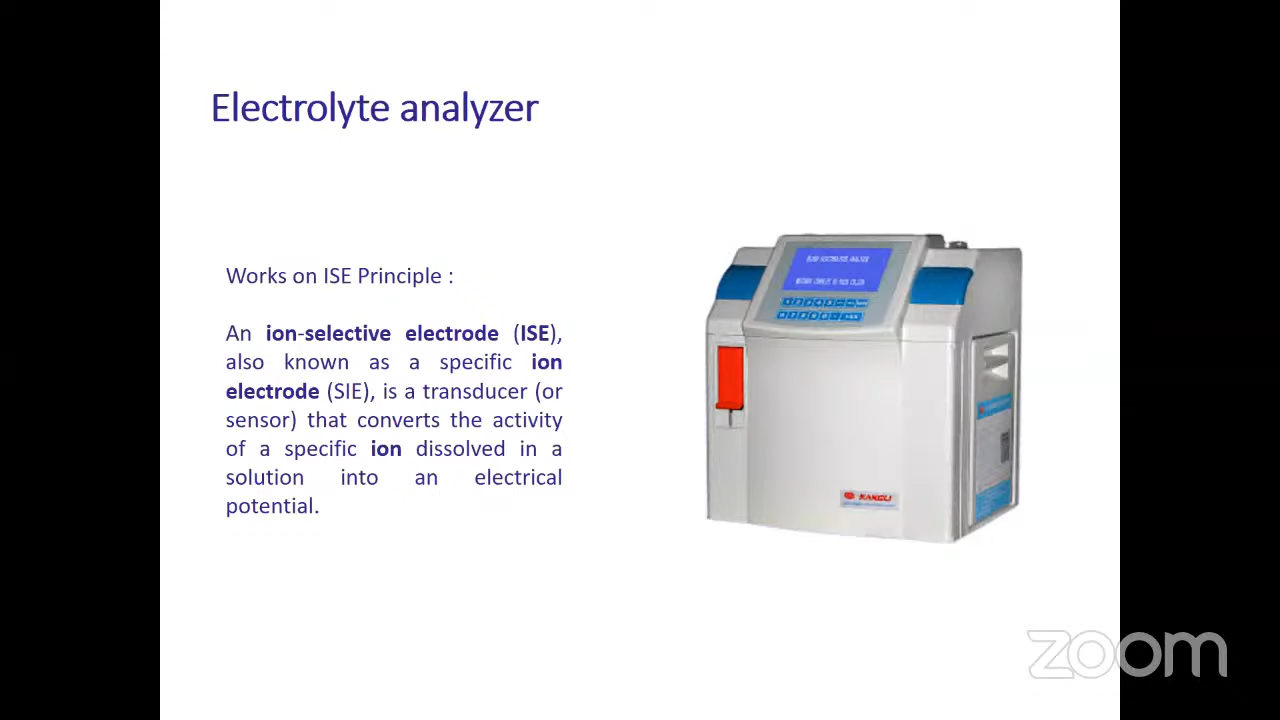 Electrolyte analyzer
Works on ISE Principle :
An ion-selective electrode (ISE),
also known as a specific ion
electrode (SIE), is a transducer (or
sensor) that converts the activity
of a specific ion dissolved in a
solution into an electrical
potential.
KANGLI
zoom